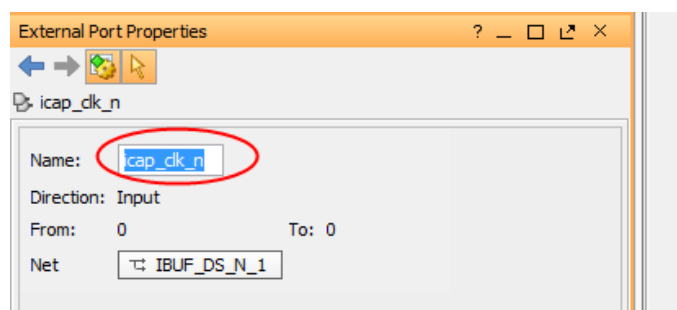 External Port Properties ?
icap_clk_n
Name: icap_clk_n
Direction: Input
From: 0 To: 0
Net IBUF_DS_N_1